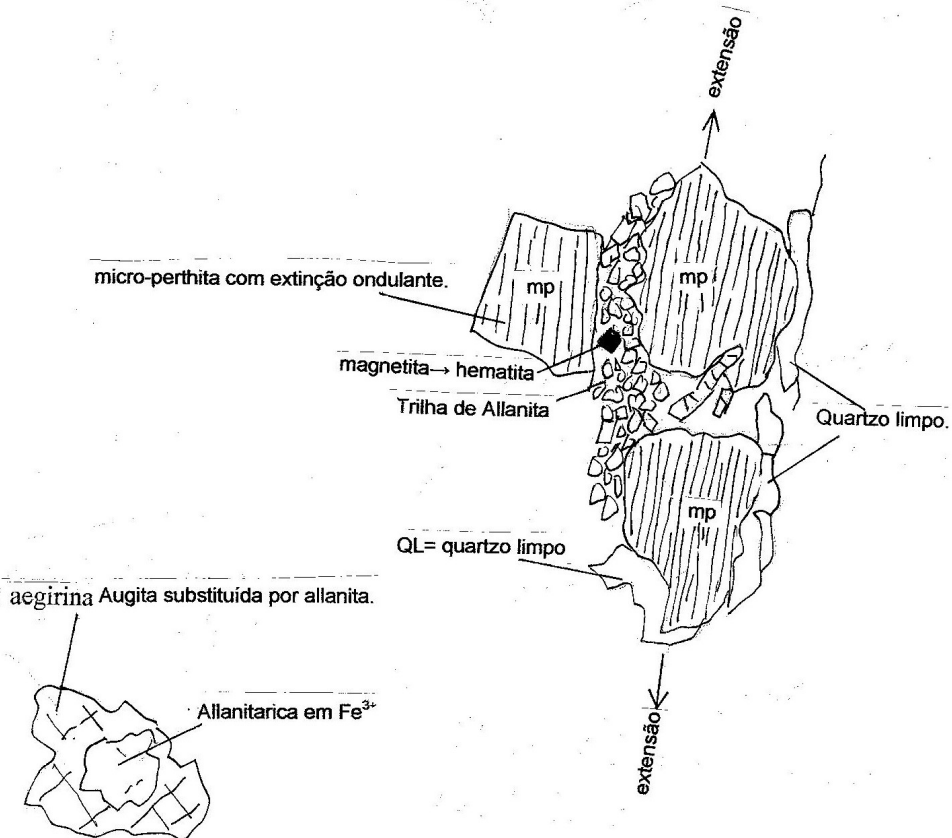 extensão
micro-perthita com extinção ondulante.
mp
mp
magnetita→ hematita
Trilha de Allanita
Quartzo limpo.
mp
QL= quartzo limpo
aegirina Augita substituída por allanita.
Allanitarica em Fe³⁺
extensão